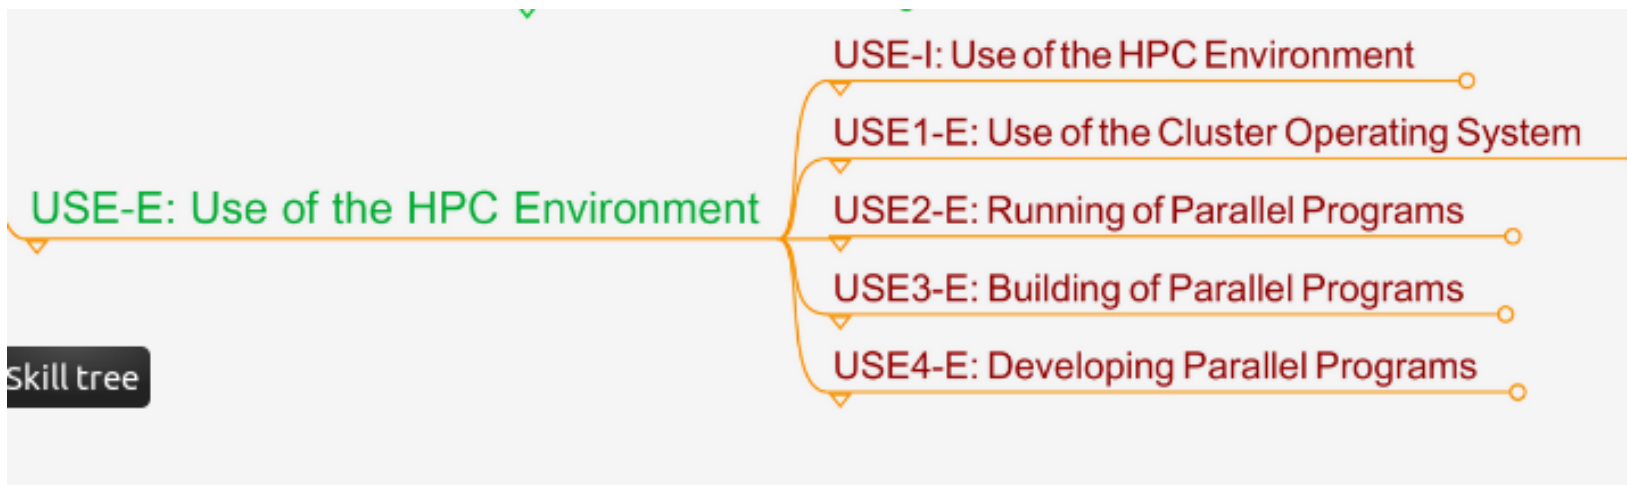 USE-I: Use of the HPC Environment
USE1-E: Use of the Cluster Operating System
USE-E: Use of the HPC Environment
USE2-E: Running of Parallel Programs
USE3-E: Building of Parallel Programs
USE4-E: Developing Parallel Programs
Skill tree